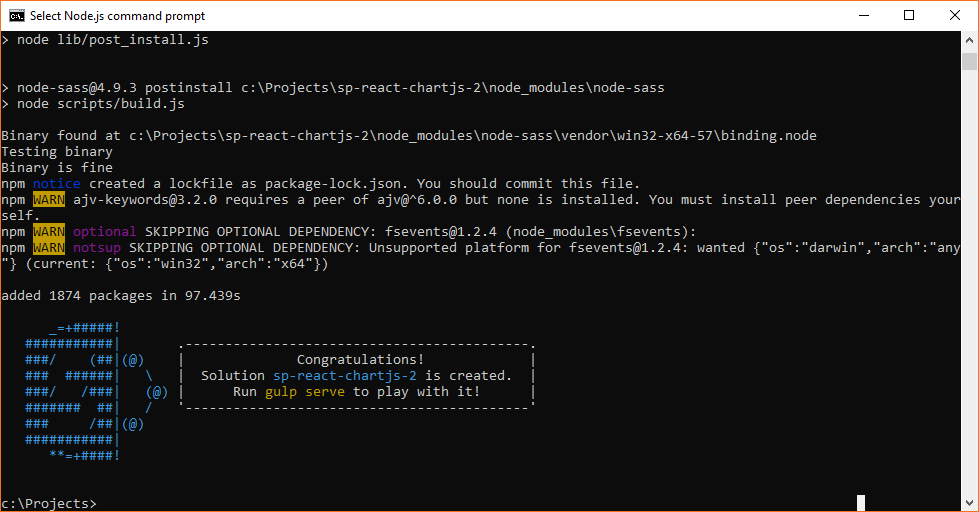 Select Node.js command prompt
> node lib/post_install.js
> node-sass@4.9.3 postinstall c:\Projects\sp-react-chartjs-2\node_modules\node-sass
> node scripts/build.js
Binary found at c:\Projects\sp-react-chartjs-2\node_modules\node-sass\vendor\win32-x64-57\binding.node
Testing binary
Binary is fine
npm notice created a lockfile as package-lock.json. You should commit this file.
npm WARN ajv-keywords@3.2.0 requires a peer of ajv@^6.0.0 but none is installed. You must install peer dependencies your
self.
npm WARN optional SKIPPING OPTIONAL DEPENDENCY: fsevents@1.2.4 (node_modules\fsevents):
npm WARN notsup SKIPPING OPTIONAL DEPENDENCY: Unsupported platform for fsevents@1.2.4: wanted {"os":"darwin","arch":"any
"} (current: {"os":"win32","arch":"x64"})
added 1874 packages in 97.439s
      _=+#####!
   ###########|       .-------------------------------------------.
   ###/    (##|(@)    |              Congratulations!             |
   ###  ######|   \   |  Solution sp-react-chartjs-2 is created.  |
   ###/   /###|   (@) |      Run gulp serve to play with it!      |
   #######  ##|   /   '-------------------------------------------'
   ###     /##|(@)
   ###########|
      **=+####!
c:\Projects>